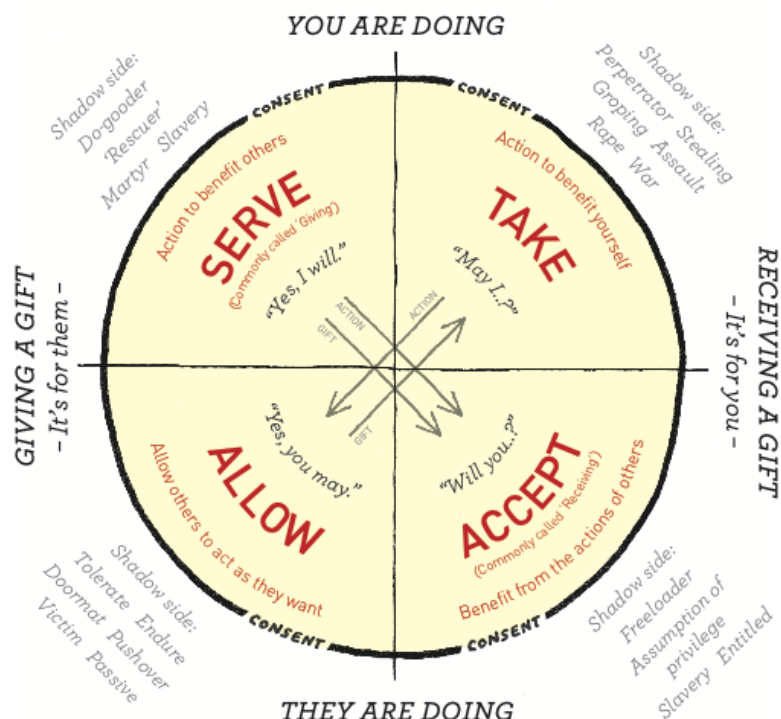 YOU ARE DOING
Shadow side:
Do-gooder
'Rescuer'
Martyr Slavery
Shadow side:
Perpetrator Stealing
Groping Assault
Rape War
CONSENT
CONSENT
Action to benefit others
SERVE
(Commonly called 'Giving')
"Yes, I will."
Action to benefit yourself
TAKE
"May I..?"
GIVING A GIFT
– It's for them –
RECEIVING A GIFT
– It's for you –
ACTION
GIFT
ACTION
GIFT
"Yes, you may."
ALLOW
Allow others to act as they want
"Will you..?"
ACCEPT
(Commonly called 'Receiving')
Benefit from the actions of others
CONSENT
CONSENT
Shadow side:
Tolerate Endure
Doormat Pushover
Victim Passive
Shadow side:
Freeloader
Assumption of
privilege
Slavery Entitled
THEY ARE DOING